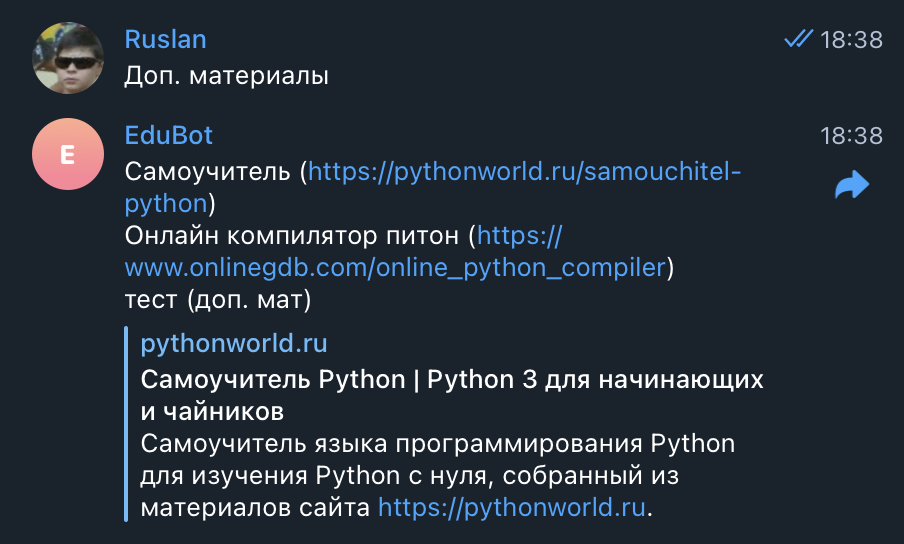 Ruslan 18:38
Доп. материалы
E
EduBot 18:38
Самоучитель (https://pythonworld.ru/samouchitel-
python)
Онлайн компилятор питон (https://
www.onlinegdb.com/online_python_compiler)
тест (доп. мат)
pythonworld.ru
Самоучитель Python | Python 3 для начинающих
и чайников
Самоучитель языка программирования Python
для изучения Python с нуля, собранный из
материалов сайта https://pythonworld.ru.